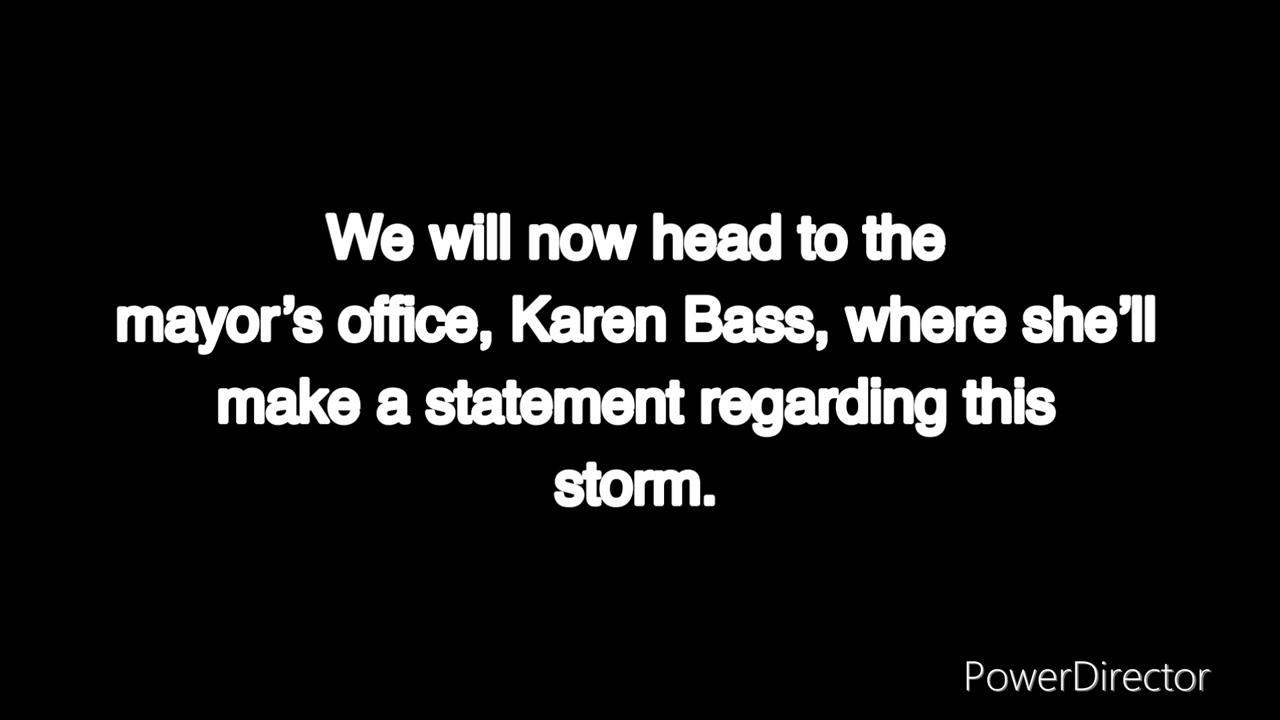 We will now head to the
mayor’s office, Karen Bass, where she’ll
make a statement regarding this
storm.
PowerDirector